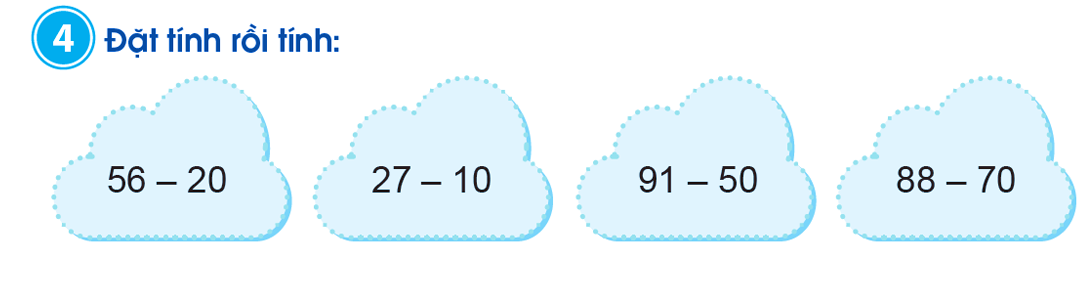 4 Đặt tính rồi tính:
56 – 20 27 – 10 91 – 50 88 – 70